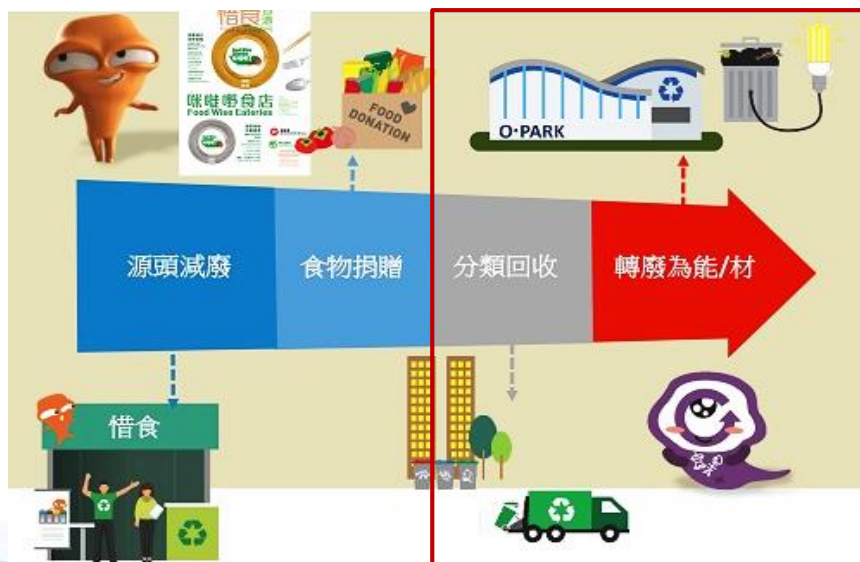 惜食
咪嘥嘢食店
Food Wise Eateries
FOOD
DONATION
O·PARK
源頭減廢
食物捐贈
分類回收
轉廢為能/材
惜食